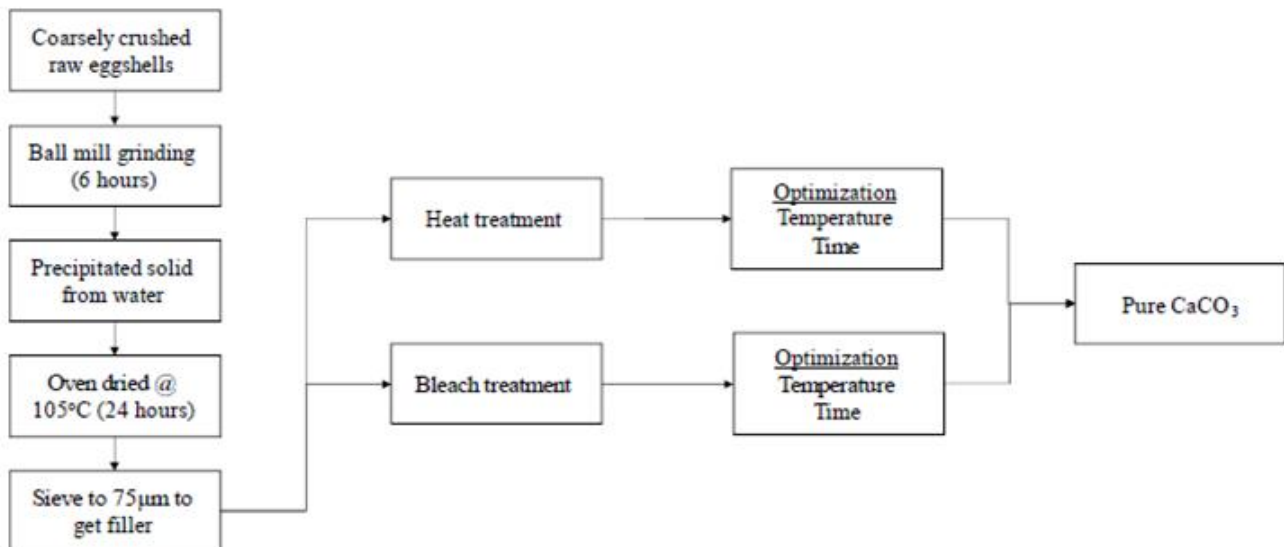 Coarsely crushed
raw eggshells
Ball mill grinding
(6 hours)
Precipitated solid
from water
Oven dried @
105°C (24 hours)
Sieve to 75μm to
get filler
Heat treatment
Optimization
Temperature
Time
Bleach treatment
Optimization
Temperature
Time
Pure CaCO₃